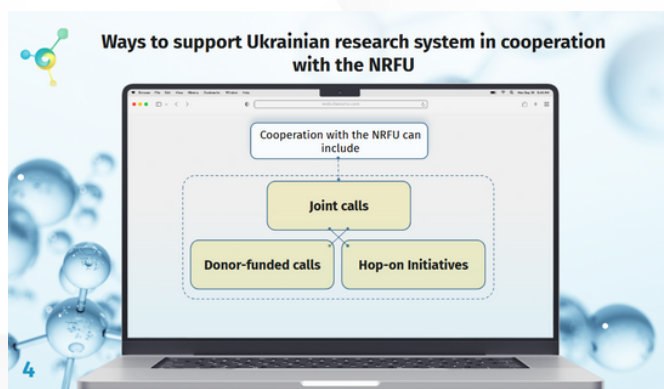 Ways to support Ukrainian research system in cooperation
with the NRFU
Cooperation with the NRFU can
include
Joint calls
Donor-funded calls
Hop-on Initiatives
4